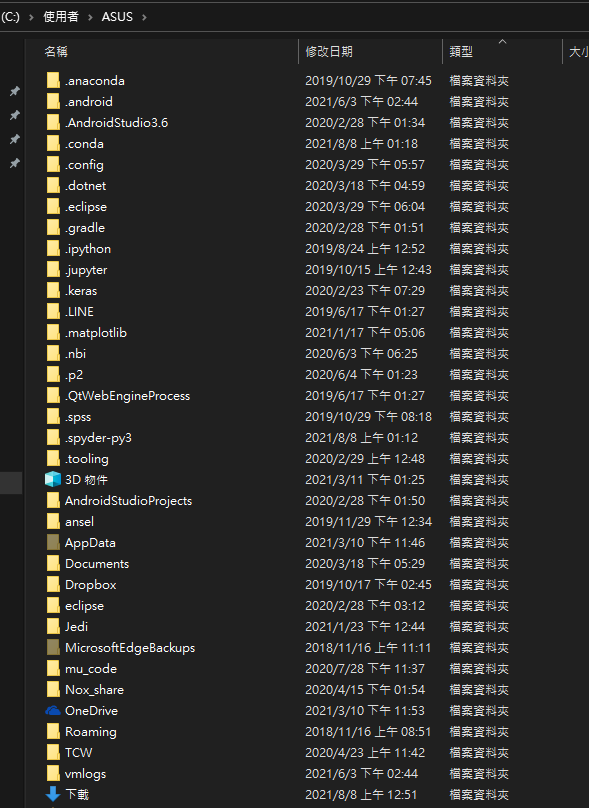 (C:) › 使用者 › ASUS ›
名稱 修改日期 類型 大小
.anaconda 2019/10/29 下午 07:45 檔案資料夾
.android 2021/6/3 下午 02:44 檔案資料夾
.AndroidStudio3.6 2020/2/28 下午 01:34 檔案資料夾
.conda 2021/8/8 上午 01:18 檔案資料夾
.config 2020/3/29 下午 05:57 檔案資料夾
.dotnet 2020/3/18 下午 04:59 檔案資料夾
.eclipse 2020/3/29 下午 06:04 檔案資料夾
.gradle 2020/2/28 下午 01:51 檔案資料夾
.ipython 2019/8/24 上午 12:52 檔案資料夾
.jupyter 2019/10/15 上午 12:43 檔案資料夾
.keras 2020/2/23 下午 07:29 檔案資料夾
.LINE 2019/6/17 下午 01:27 檔案資料夾
.matplotlib 2021/1/17 下午 05:06 檔案資料夾
.nbi 2020/6/3 下午 06:25 檔案資料夾
.p2 2020/6/4 下午 01:23 檔案資料夾
.QtWebEngineProcess 2019/6/17 下午 01:27 檔案資料夾
.spss 2019/10/29 下午 08:18 檔案資料夾
.spyder-py3 2021/8/8 上午 01:12 檔案資料夾
.tooling 2020/2/29 上午 12:48 檔案資料夾
3D 物件 2021/3/11 下午 01:25 檔案資料夾
AndroidStudioProjects 2020/2/28 下午 01:50 檔案資料夾
ansel 2019/11/29 下午 12:34 檔案資料夾
AppData 2021/3/10 下午 11:46 檔案資料夾
Documents 2020/3/18 下午 05:29 檔案資料夾
Dropbox 2019/10/17 下午 02:45 檔案資料夾
eclipse 2020/2/28 下午 03:12 檔案資料夾
Jedi 2021/1/23 下午 12:44 檔案資料夾
MicrosoftEdgeBackups 2018/11/16 上午 11:11 檔案資料夾
mu_code 2020/7/28 下午 11:37 檔案資料夾
Nox_share 2020/4/15 下午 01:54 檔案資料夾
OneDrive 2021/3/10 下午 11:53 檔案資料夾
Roaming 2018/11/16 上午 08:51 檔案資料夾
TCW 2020/4/23 上午 11:42 檔案資料夾
vmlogs 2021/6/3 下午 02:44 檔案資料夾
下載 2021/8/8 上午 12:51 檔案資料夾